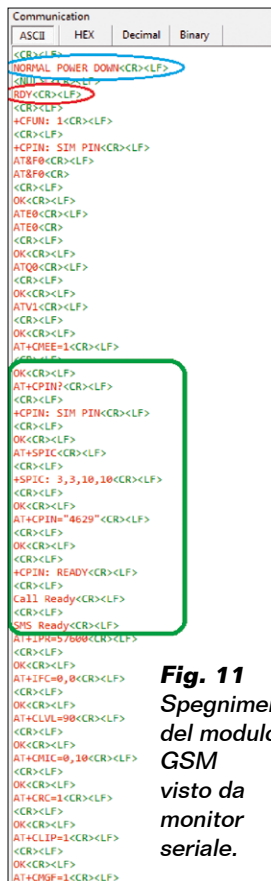 Communication
ASCII HEX Decimal Binary
<CR><LF>
NORMAL POWER DOWN<CR><LF>
RDY<CR><LF>
<CR><LF>
+CFUN: 1<CR><LF>
<CR><LF>
+CPIN: SIM PIN<CR><LF>
AT&F0<CR><LF>
AT&F0<CR>
<CR><LF>
OK<CR><LF>
ATE0<CR><LF>
ATE0<CR>
<CR><LF>
OK<CR><LF>
ATQ0<CR><LF>
<CR><LF>
OK<CR><LF>
ATV1<CR><LF>
<CR><LF>
OK<CR><LF>
AT+CMEE=1<CR><LF>
<CR><LF>
OK<CR><LF>
AT+CPIN?<CR><LF>
<CR><LF>
+CPIN: SIM PIN<CR><LF>
<CR><LF>
OK<CR><LF>
AT+SPIC<CR><LF>
<CR><LF>
+SPIC: 3,3,10,10<CR><LF>
<CR><LF>
OK<CR><LF>
AT+CPIN="4629"<CR><LF>
<CR><LF>
OK<CR><LF>
<CR><LF>
+CPIN: READY<CR><LF>
<CR><LF>
Call Ready<CR><LF>
<CR><LF>
SMS Ready<CR><LF>
AT+IPR=57600<CR><LF>
<CR><LF>
OK<CR><LF>
AT+IFC=0,0<CR><LF>
<CR><LF>
OK<CR><LF>
AT+CLVL=90<CR><LF>
<CR><LF>
OK<CR><LF>
AT+CMIC=0,10<CR><LF>
<CR><LF>
OK<CR><LF>
AT+CRC=1<CR><LF>
<CR><LF>
OK<CR><LF>
AT+CLIP=1<CR><LF>
<CR><LF>
OK<CR><LF>
AT+CMGF=1<CR><LF>
Fig. 11
Spegnimen
del modulo
GSM
visto da
monitor
seriale.